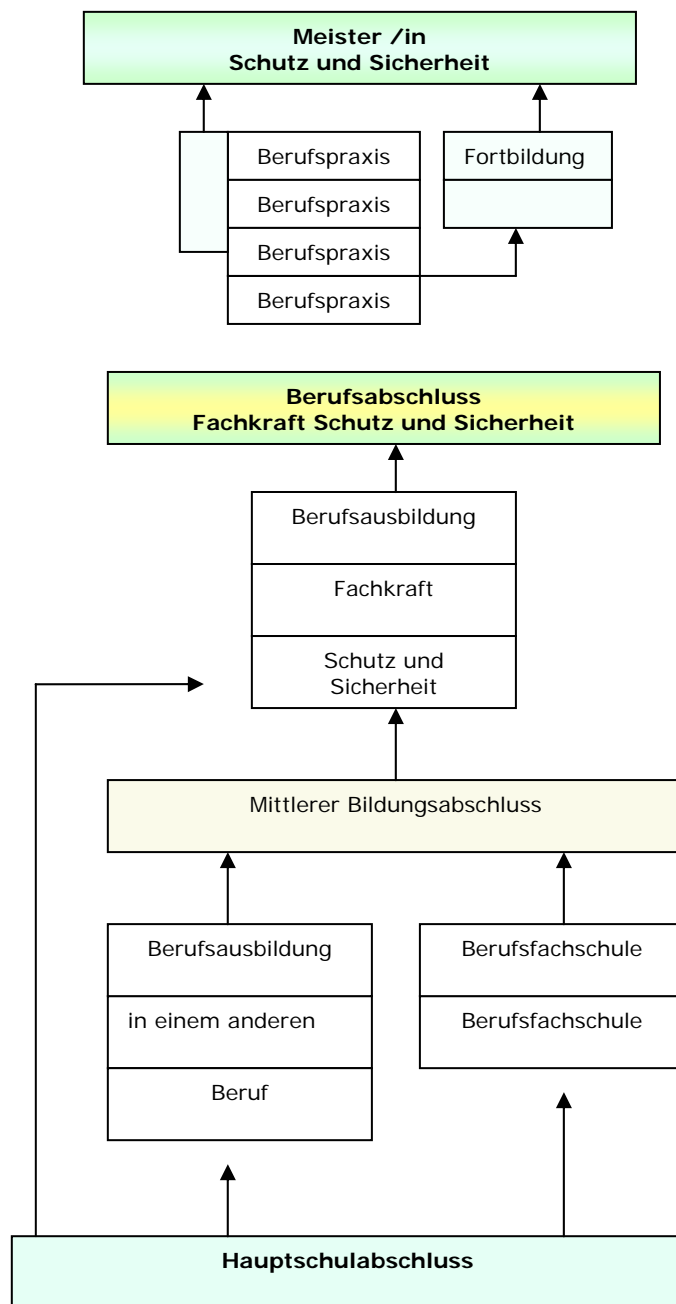 Meister /in
Schutz und Sicherheit
Berufspraxis
Fortbildung
Berufspraxis
Berufspraxis
Berufspraxis
Berufsabschluss
Fachkraft Schutz und Sicherheit
Berufsausbildung
Fachkraft
Schutz und
Sicherheit
Mittlerer Bildungsabschluss
Berufsausbildung
Berufsfachschule
in einem anderen
Berufsfachschule
Beruf
Hauptschulabschluss